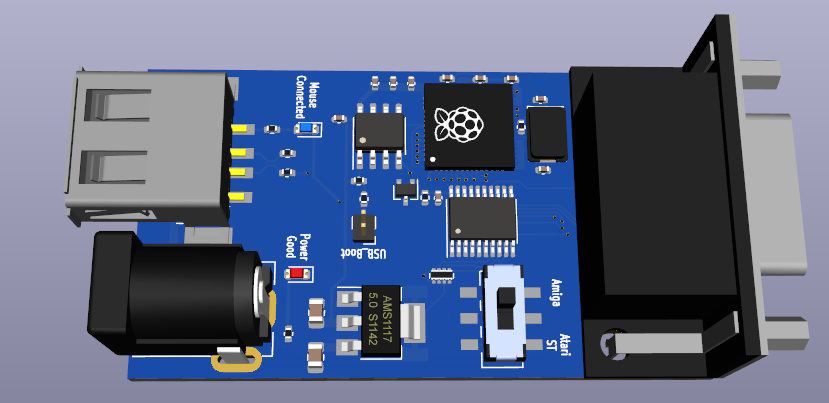 Mouse
Connected
USB_Boot
Power
Good
AMS1117
5.0 S1142
Amiga
Atari
ST